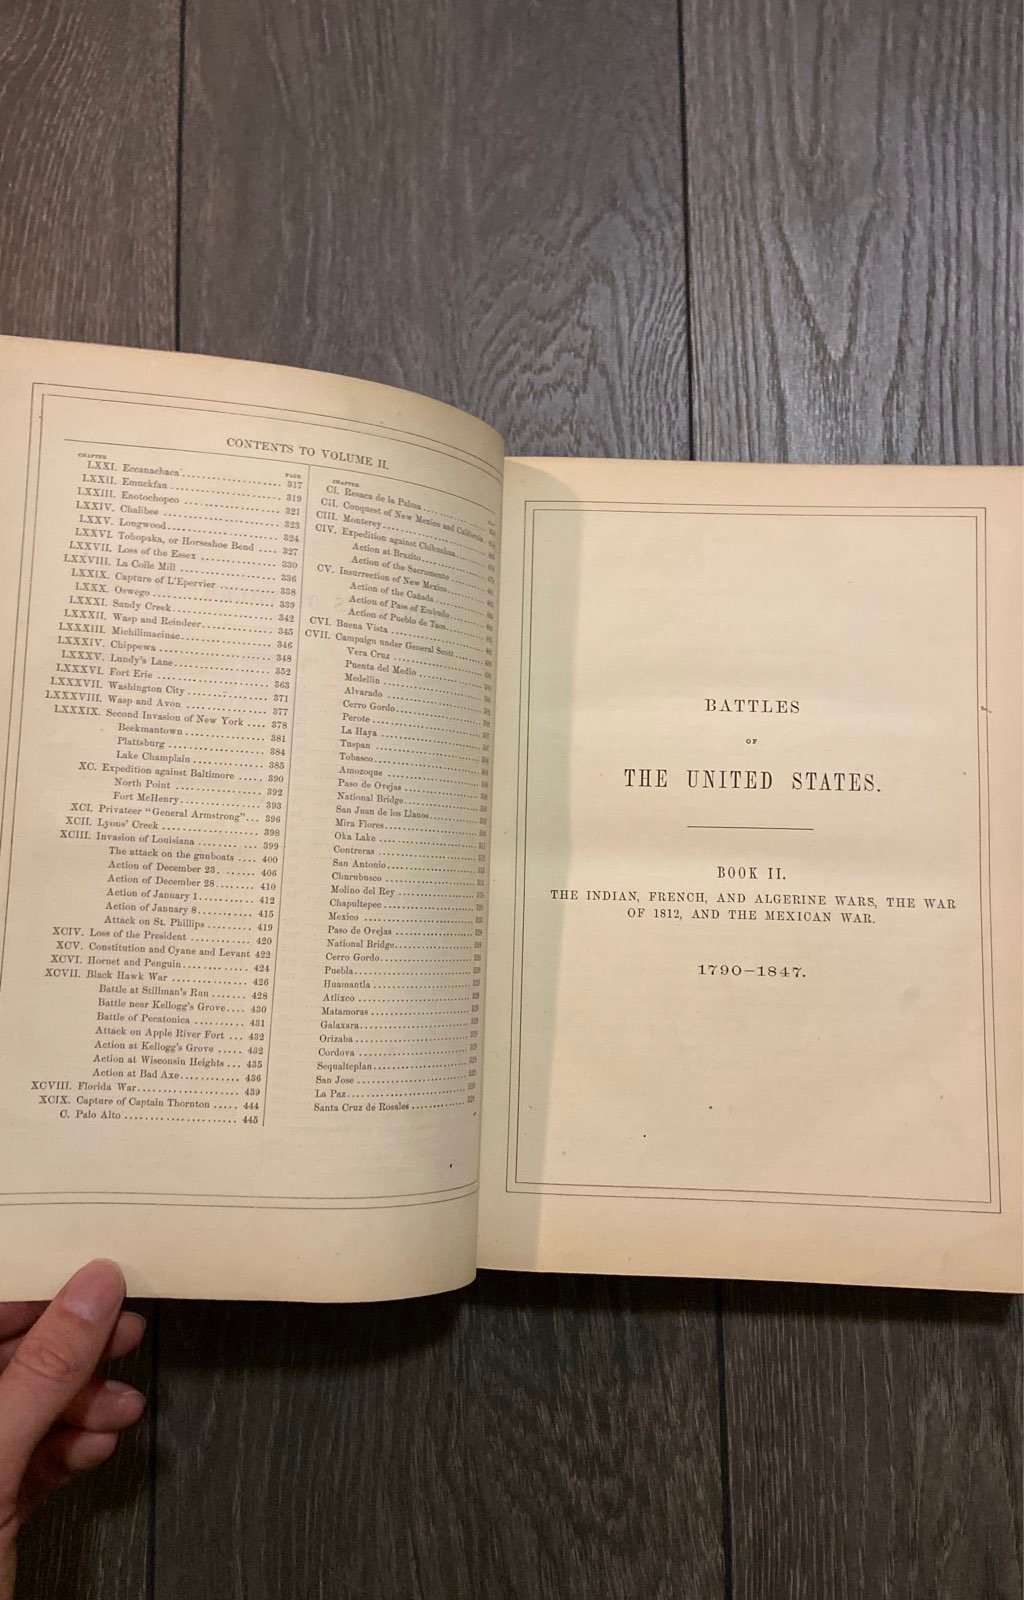 CONTENTS TO VOLUME II.
CHAPTER PAGE
LXXI. Eccanachaca 317
LXXII. Emuckfau 319
LXXIII. Enotochopco 321
LXXIV. Chalibee 323
LXXV. Longwood 324
LXXVI. Tohopaka, or Horseshoe Bend 327
LXXVII. Loss of the Essex 330
LXXVIII. La Colle Mill 336
LXXIX. Capture of L'Epervier 338
LXXX. Oswego 339
LXXXI. Sandy Creek 342
LXXXII. Wasp and Reindeer 345
LXXXIII. Michilimacinac 346
LXXXIV. Chippewa 348
LXXXV. Lundy's Lane 352
LXXXVI. Fort Erie 363
LXXXVII. Washington City 371
LXXXVIII. Wasp and Avon 377
LXXXIX. Second Invasion of New York 378
Beekmantown 381
Plattsburg 384
Lake Champlain 385
XC. Expedition against Baltimore 390
North Point 392
Fort McHenry 393
XCI. Privateer "General Armstrong" 396
XCII. Lyons' Creek 398
XCIII. Invasion of Louisiana 399
The attack on the gunboats 400
Action of December 23. 406
Action of December 28 410
Action of January 1 412
Action of January 8 415
Attack on St. Phillips 419
XCIV. Loss of the President 420
XCV. Constitution and Cyane and Levant 422
XCVI. Hornet and Penguin 424
XCVII. Black Hawk War 426
Battle at Stillman's Run 428
Battle near Kellogg's Grove 430
Battle of Pecatonica 431
Attack on Apple River Fort 432
Action at Kellogg's Grove 432
Action at Wisconsin Heights 435
Action at Bad Axe 436
XCVIII. Florida War 439
XCIX. Capture of Captain Thornton 444
C. Palo Alto 445
CHAPTER
CI. Resaca de la Palma
CII. Conquest of New Mexico and California
CIII. Monterey
CIV. Expedition against Chihuahua
Action at Brazito
Action of the Sacramento
CV. Insurrection of New Mexico
Action of the Cañada
Action of Pass of Embudo
Action of Pueblo de Taos
CVI. Buena Vista
CVII. Campaign under General Scott
Vera Cruz
Puenta del Medio
Medellin
Alvarado
Cerro Gordo
Perote
La Haya
Tuspan
Tobasco
Amozoque
Paso de Ovejas
National Bridge
San Juan de los Llanos
Mira Flores
Oka Lake
Contreras
San Antonio
Churubusco
Molino del Rey
Chapultepec
Mexico
Paso de Ovejas
National Bridge
Cerro Gordo
Puebla
Huamantla
Atlixco
Matamoras
Galaxara
Orizaba
Cordova
Sequalteplan
San Jose
La Paz
Santa Cruz de Rosales
BATTLES
OF
THE UNITED STATES.
BOOK II.
THE INDIAN, FRENCH, AND ALGERINE WARS, THE WAR
OF 1812, AND THE MEXICAN WAR.
1790–1847.